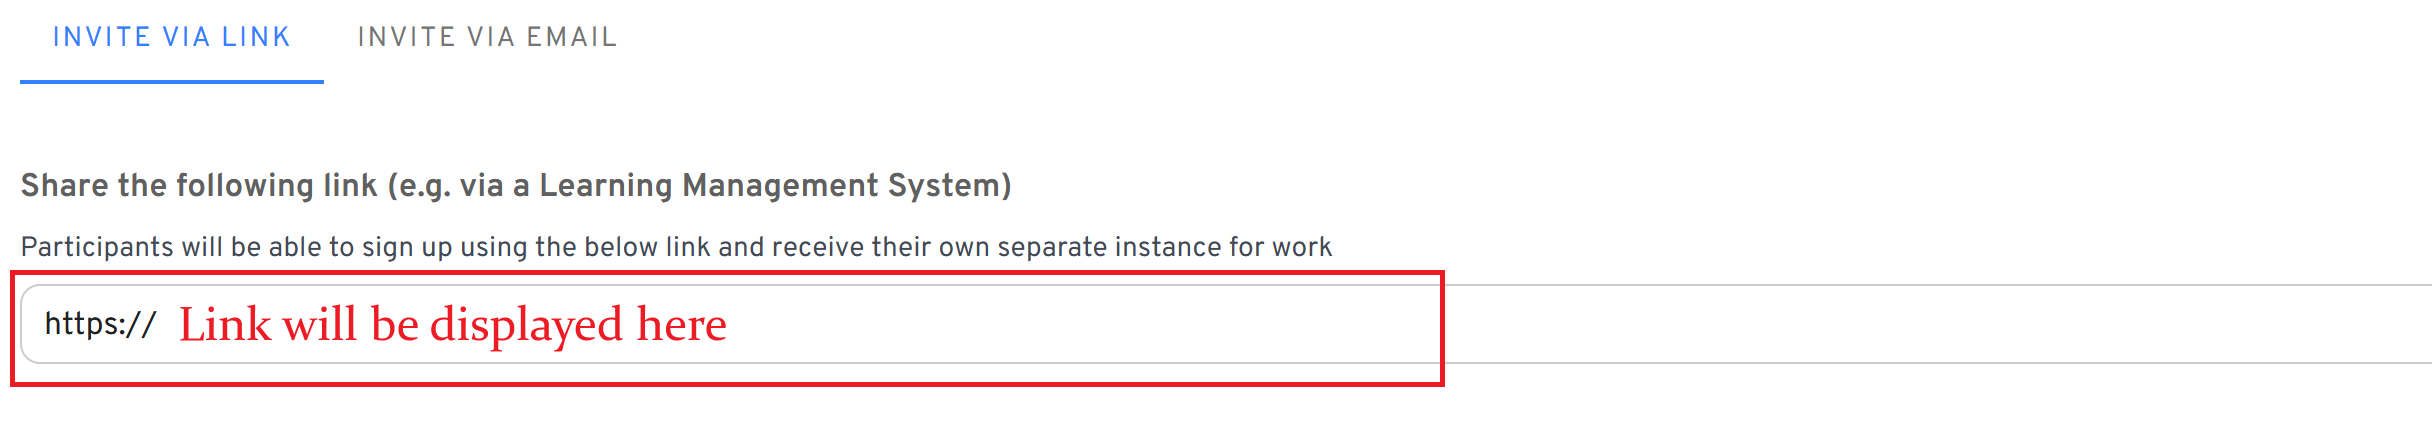 INVITE VIA LINK INVITE VIA EMAIL
Share the following link (e.g. via a Learning Management System)
Participants will be able to sign up using the below link and receive their own separate instance for work
https:// Link will be displayed here